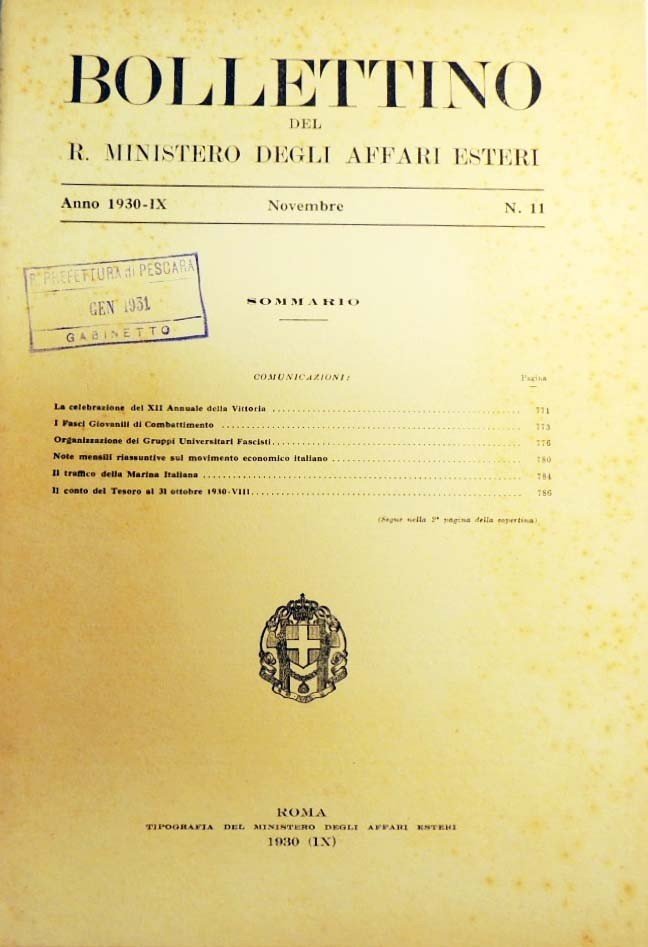 BOLLETTINO
DEL
R. MINISTERO DEGLI AFFARI ESTERI
Anno 1930-IX Novembre N. 11
R. PREFETTURA di PESCARA
GEN 1931
GABINETTO
SOMMARIO
COMUNICAZIONI: Pagina
La celebrazione del XII Annuale della Vittoria 771
I Fasci Giovanili di Combattimento 773
Organizzazione dei Gruppi Universitari Fascisti 776
Note mensili riassuntive sul movimento economico italiano 780
Il traffico della Marina Italiana 784
Il conto del Tesoro al 31 ottobre 1930-VIII 786
(Segue nella 2ª pagina della copertina)
ROMA
TIPOGRAFIA DEL MINISTERO DEGLI AFFARI ESTERI
1930 (IX)